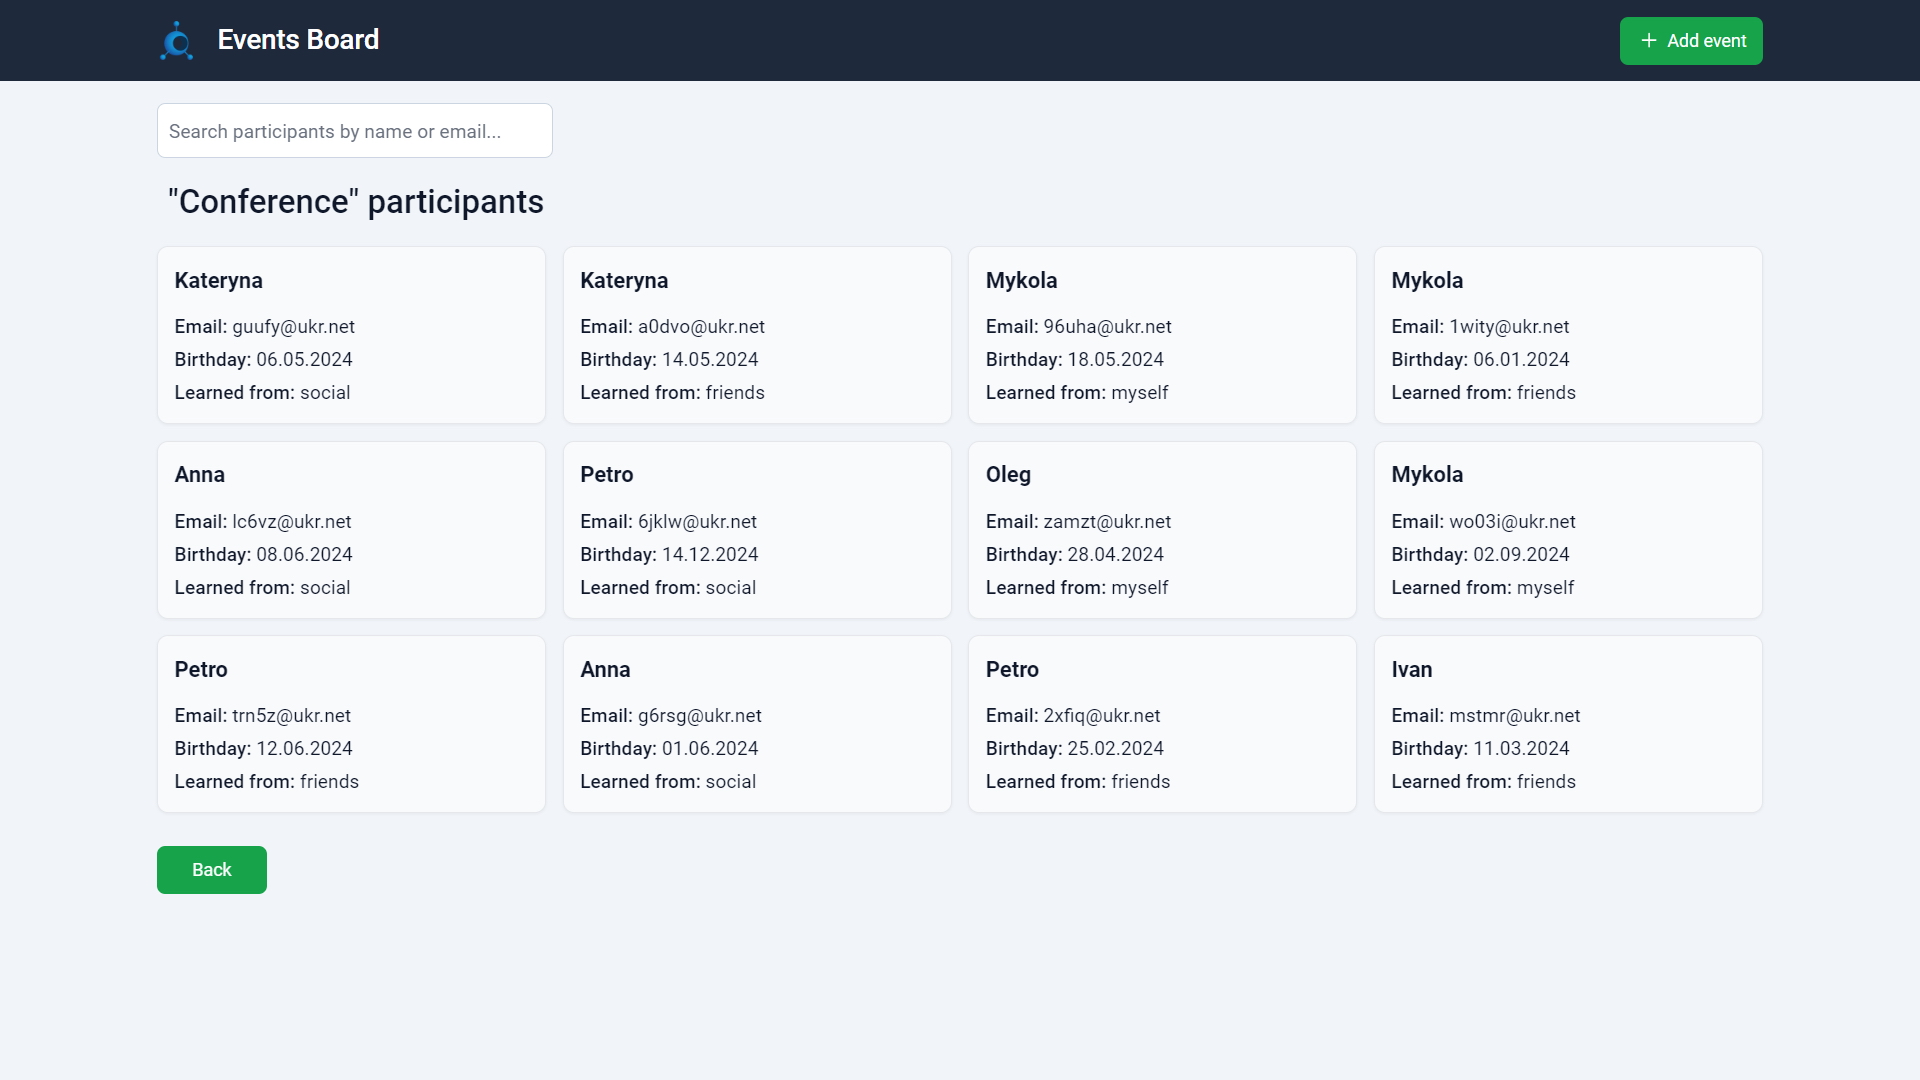 Events Board
Add event
Search participants by name or email...
"Conference" participants
Kateryna
Email: guufy@ukr.net
Birthday: 06.05.2024
Learned from: social
Kateryna
Email: a0dvo@ukr.net
Birthday: 14.05.2024
Learned from: friends
Mykola
Email: 96uha@ukr.net
Birthday: 18.05.2024
Learned from: myself
Mykola
Email: 1wity@ukr.net
Birthday: 06.01.2024
Learned from: friends
Anna
Email: lc6vz@ukr.net
Birthday: 08.06.2024
Learned from: social
Petro
Email: 6jklw@ukr.net
Birthday: 14.12.2024
Learned from: social
Oleg
Email: zamzt@ukr.net
Birthday: 28.04.2024
Learned from: myself
Mykola
Email: wo03i@ukr.net
Birthday: 02.09.2024
Learned from: myself
Petro
Email: trn5z@ukr.net
Birthday: 12.06.2024
Learned from: friends
Anna
Email: g6rsg@ukr.net
Birthday: 01.06.2024
Learned from: social
Petro
Email: 2xfiq@ukr.net
Birthday: 25.02.2024
Learned from: friends
Ivan
Email: mstmr@ukr.net
Birthday: 11.03.2024
Learned from: friends
Back